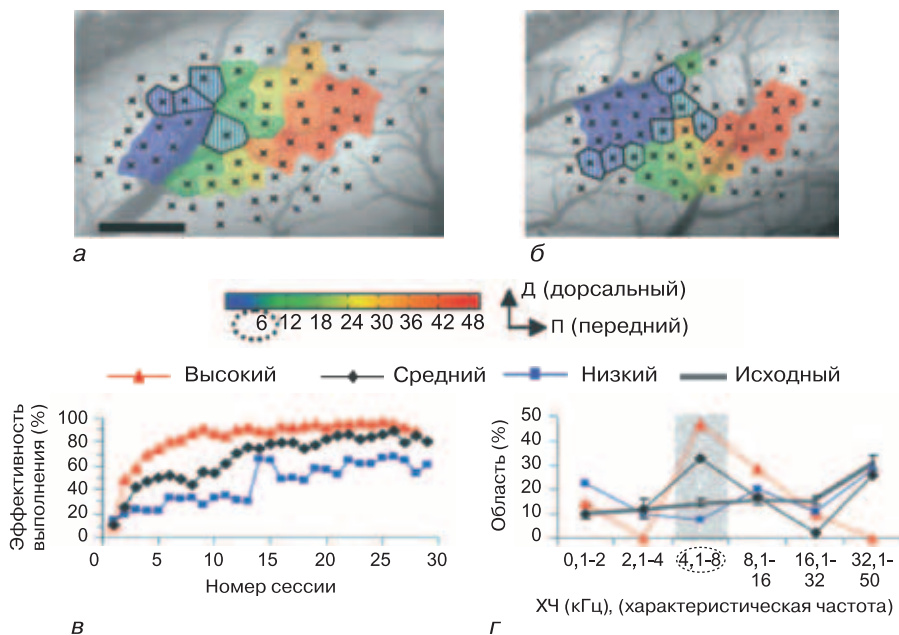 а
б
6 12 18 24 30 36 42 48
Д (дорсальный)
П (передний)
Высокий Средний Низкий Исходный
Эффективность
выполнения (%)
100
80
60
40
20
0
0 5 10 15 20 25 30
Номер сессии
в
Область (%)
50
40
30
20
10
0
0,1–2 2,1–4 4,1–8 8,1- 16,1- 32,1-
16 32 50
ХЧ (кГц), (характеристическая частота)
г